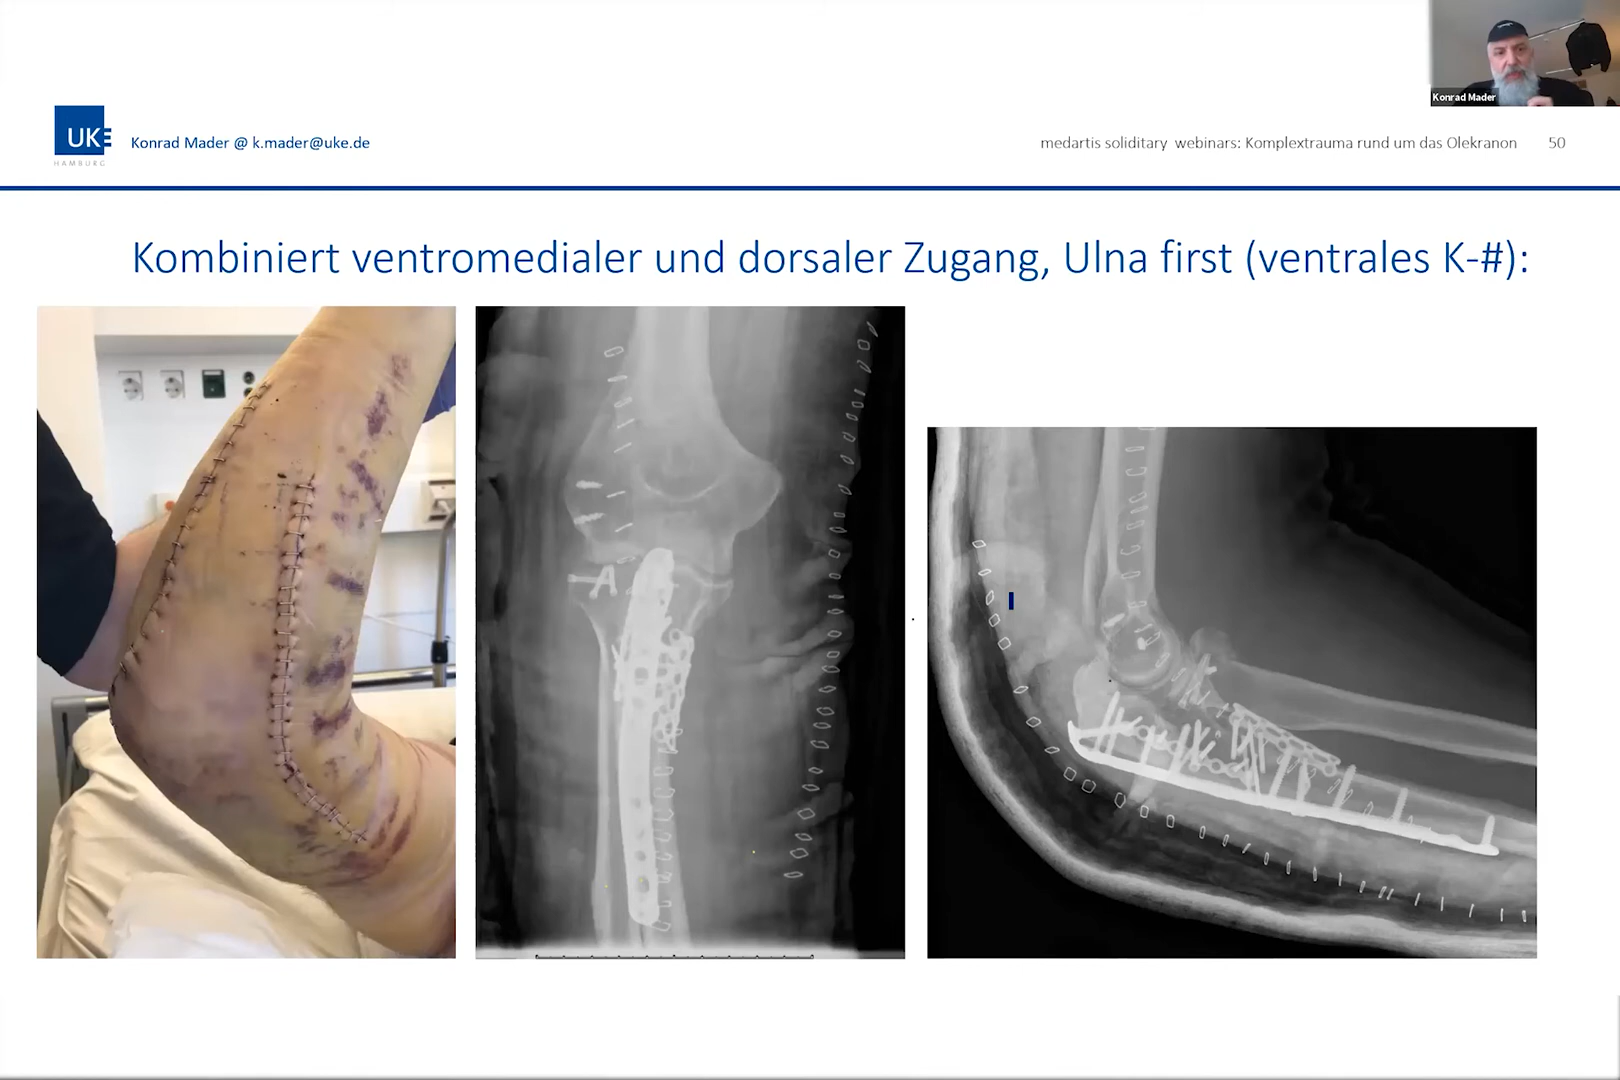 Konrad Mader
UKE
HAMBURG
Konrad Mader @ k.mader@uke.de
medartis soliditary webinars: Komplextrauma rund um das Olekranon 50
Kombiniert ventromedialer und dorsaler Zugang, Ulna first (ventrales K-#):